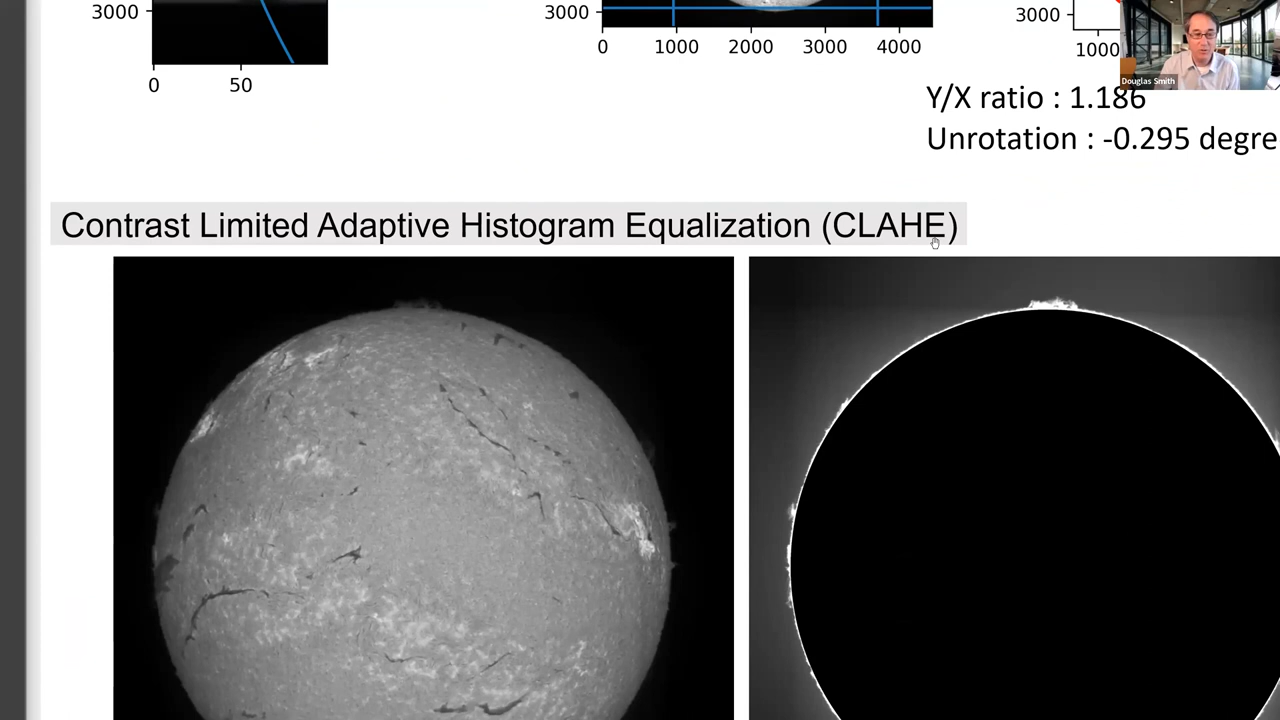 3000
0 50
3000
0 1000 2000 3000 4000
3000
1000
Douglas Smith
Y/X ratio : 1.186
Unrotation : -0.295 degre
Contrast Limited Adaptive Histogram Equalization (CLAHE)